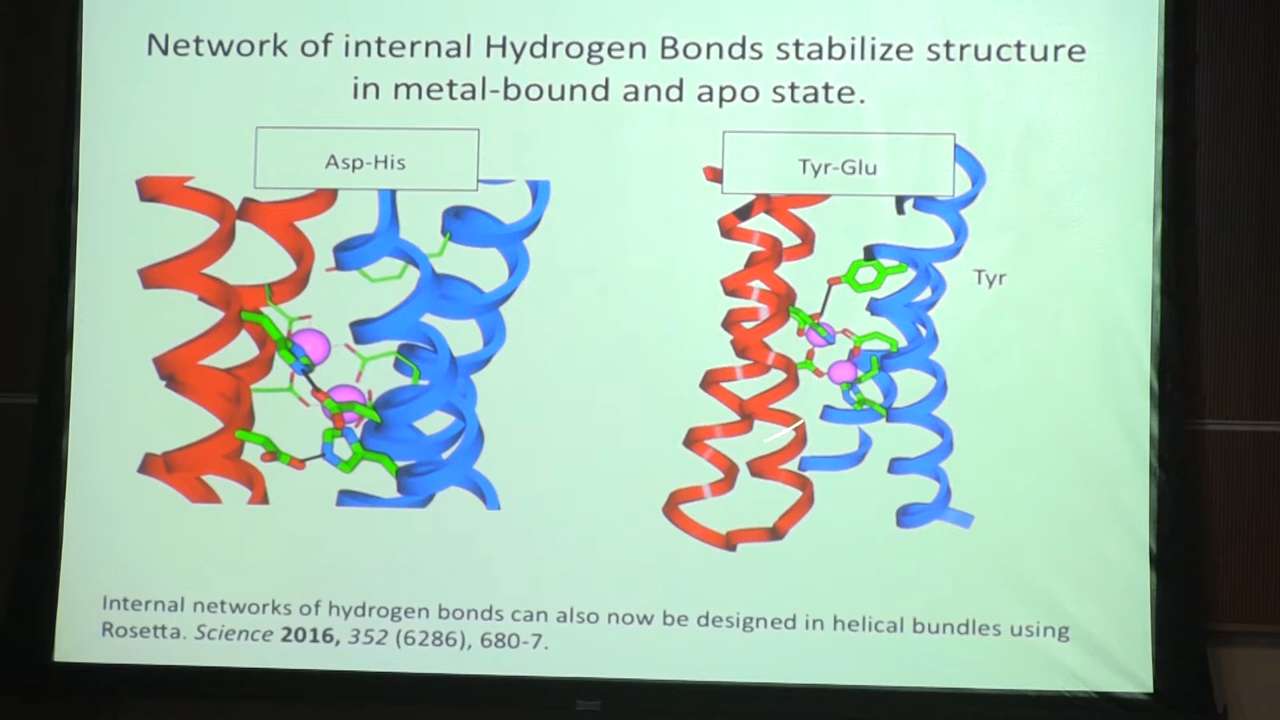 Network of internal Hydrogen Bonds stabilize structure
in metal-bound and apo state.
Asp-His
Tyr-Glu
Tyr
Internal networks of hydrogen bonds can also now be designed in helical bundles using
Rosetta. Science 2016, 352 (6286), 680-7.